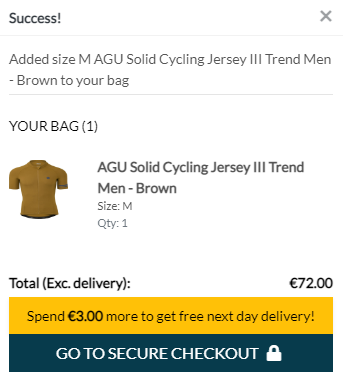 Success!
Added size M AGU Solid Cycling Jersey III Trend Men
- Brown to your bag
YOUR BAG (1)
AGU Solid Cycling Jersey III Trend
Men - Brown
Size: M
Qty: 1
Total (Exc. delivery): €72.00
Spend €3.00 more to get free next day delivery!
GO TO SECURE CHECKOUT